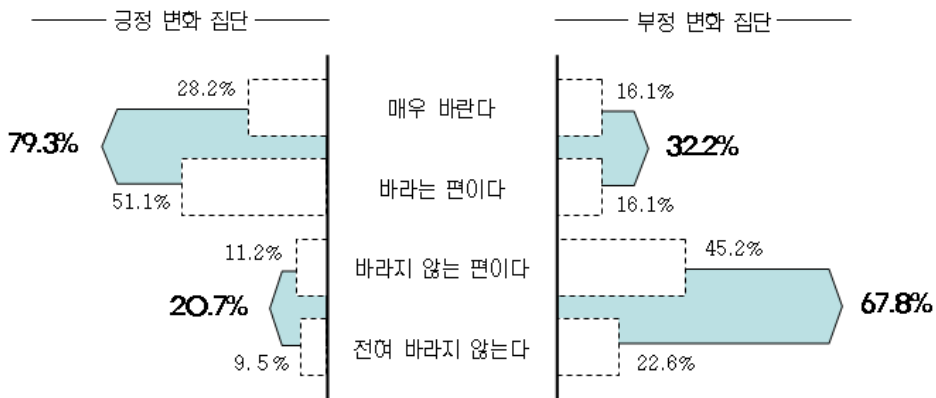 긍정 변화 집단
부정 변화 집단
28.2%
매우 바란다
16.1%
79.3%
32.2%
51.1%
바라는 편이다
16.1%
11.2%
바라지 않는 편이다
45.2%
20.7%
67.8%
9.5%
전혀 바라지 않는다
22.6%